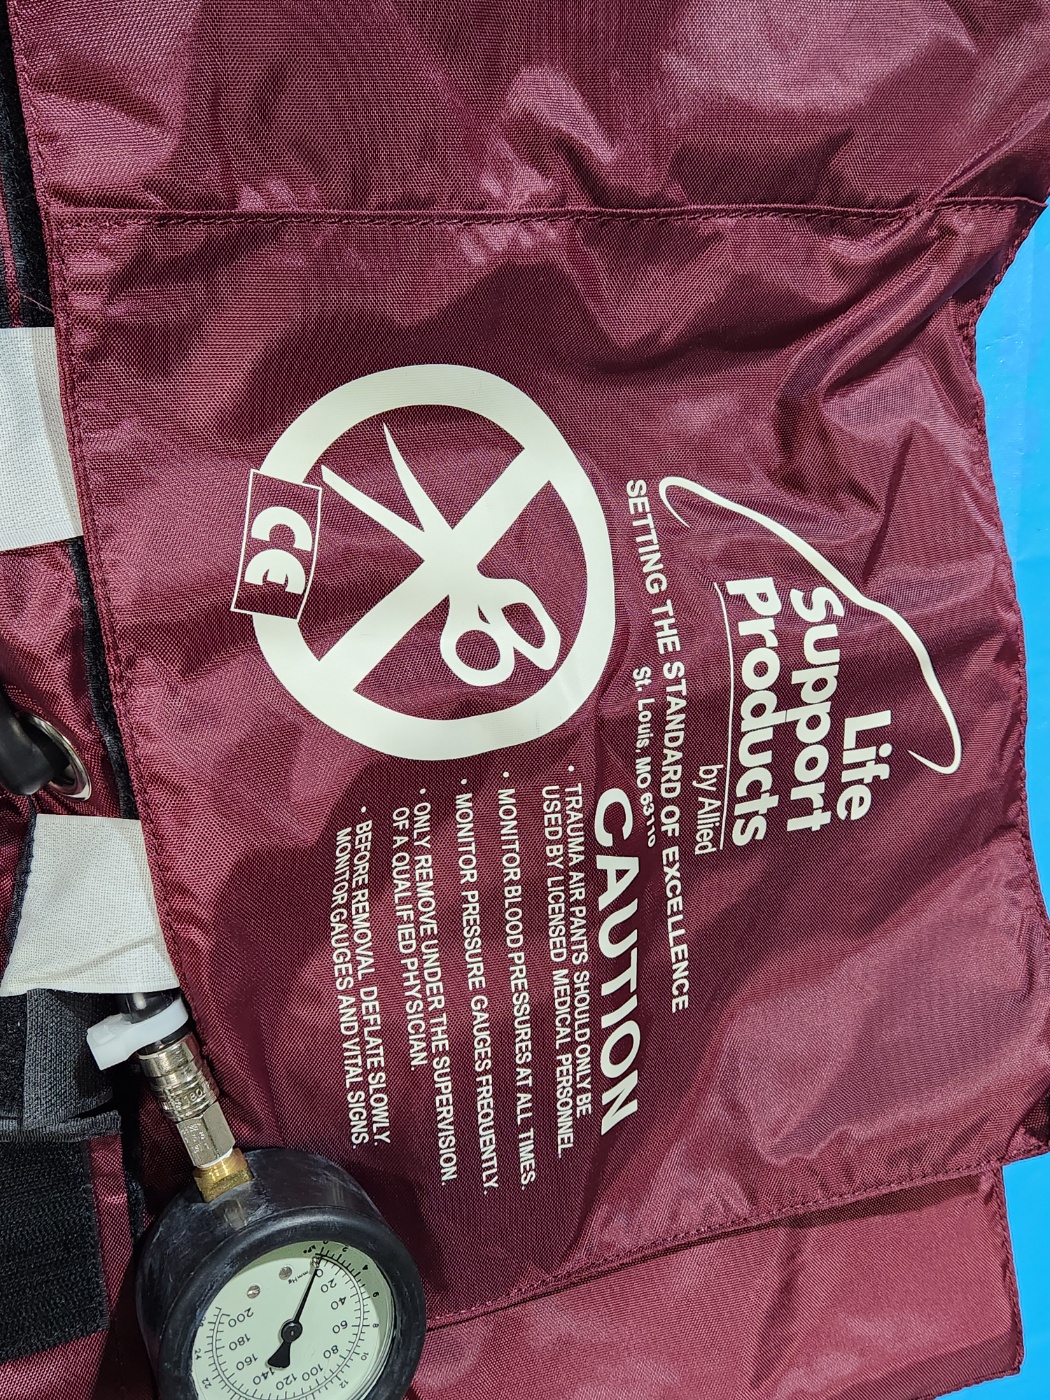 Life
Support
Products
by Allied
SETTING THE STANDARD OF EXCELLENCE
St. Louis, MO 63110
CE
CAUTION
· TRAUMA AIR PANTS SHOULD ONLY BE
USED BY LICENSED MEDICAL PERSONNEL
· MONITOR BLOOD PRESSURES AT ALL TIMES.
· MONITOR PRESSURE GAUGES FREQUENTLY.
· ONLY REMOVE UNDER THE SUPERVISION
OF A QUALIFIED PHYSICIAN.
· BEFORE REMOVAL DEFLATE SLOWLY.
MONITOR GAUGES AND VITAL SIGNS.
0 20 40 60 80 100 120 140 160 180 200
mmHg